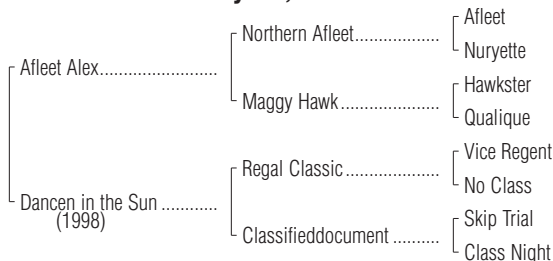 Afleet
Northern Afleet...................
Nuryette
Afleet Alex..........................
Hawkster
Maggy Hawk......................
Qualique
Vice Regent
Regal Classic.....................
No Class
Dancen in the Sun ............
(1998)
Skip Trial
Classifieddocument ..........
Class Night